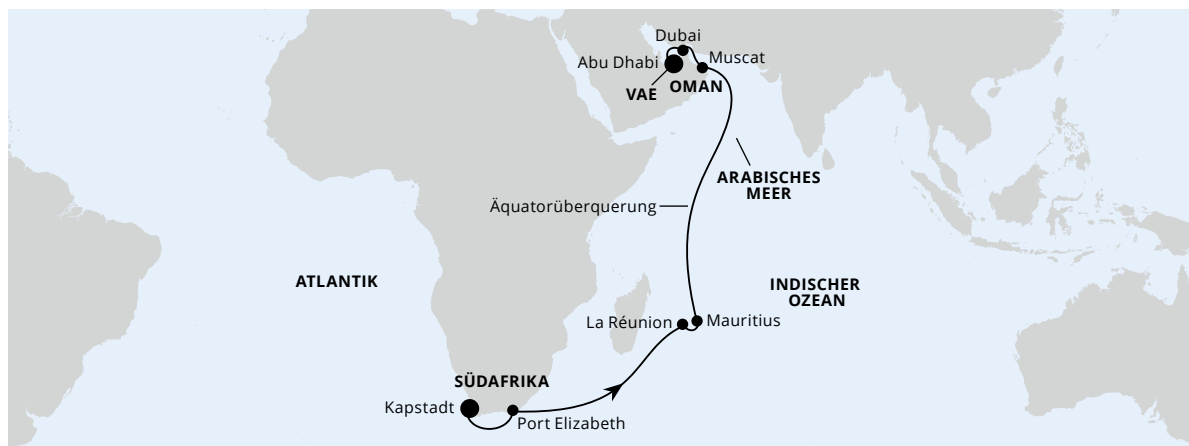 Dubai
Abu Dhabi
Muscat
VAE
OMAN
ARABISCHES
MEER
Äquatorüberquerung
ATLANTIK
INDISCHER
OZEAN
La Réunion
Mauritius
SÜDAFRIKA
Kapstadt
Port Elizabeth